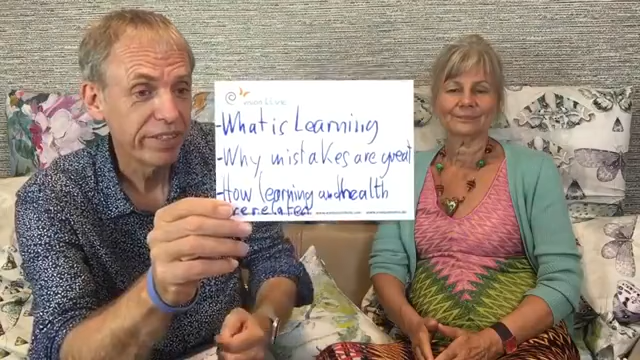 -What is Learning
-Why mistakes are great
-How learning and health
are related